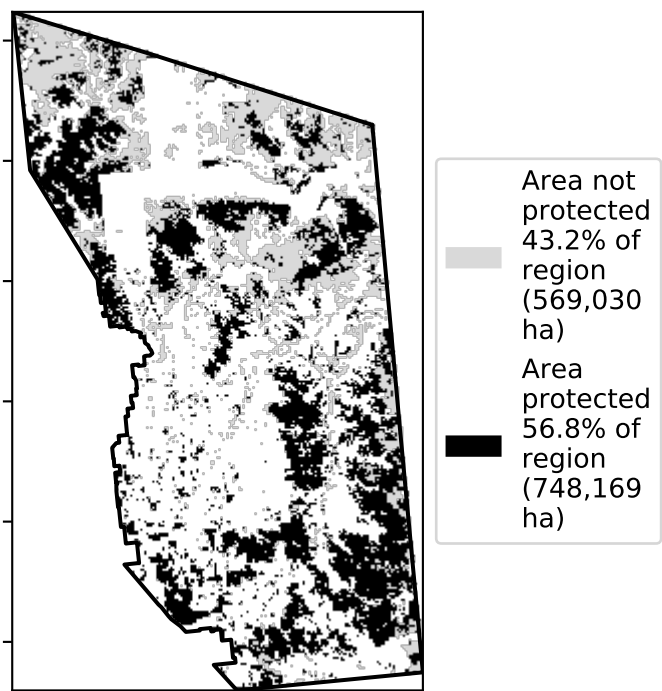 Area not
protected
43.2% of
region
(569,030
ha)
Area
protected
56.8% of
region
(748,169
ha)